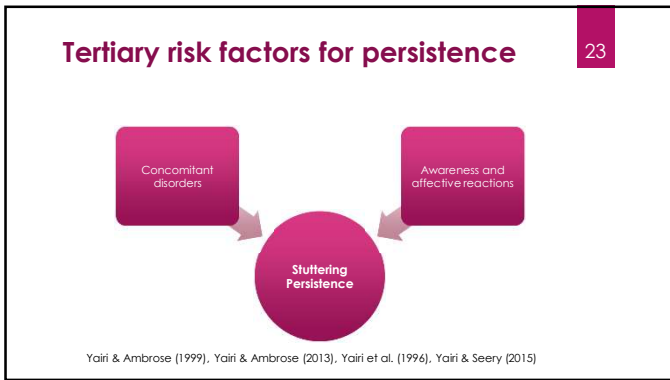 Tertiary risk factors for persistence
23
Concomitant
disorders
Awareness and
affective reactions
Stuttering
Persistence
Yairi & Ambrose (1999), Yairi & Ambrose (2013), Yairi et al. (1996), Yairi & Seery (2015)